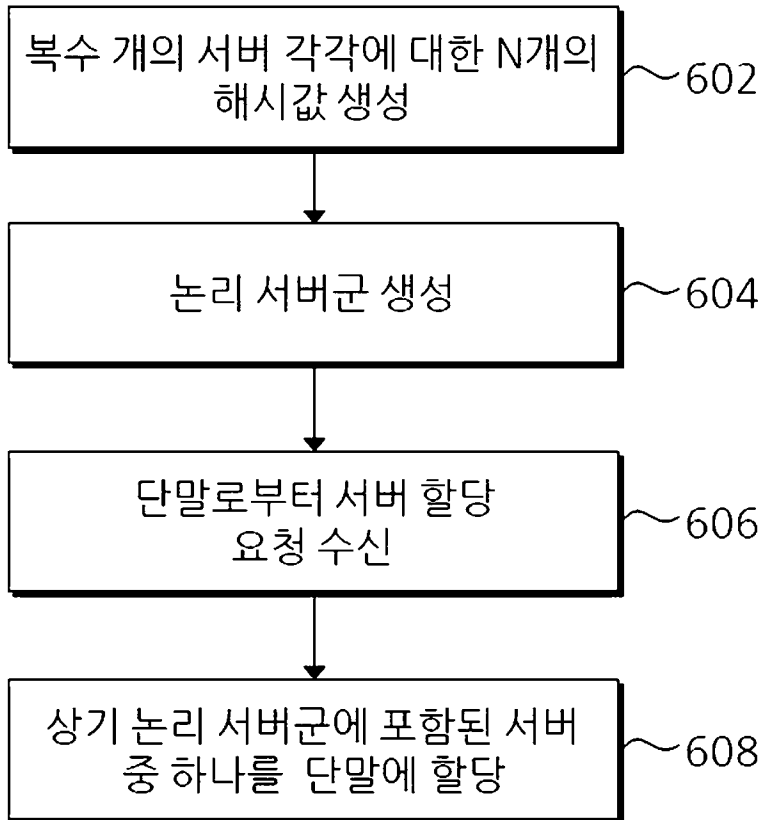 복수 개의 서버 각각에 대한 N개의
해시값 생성
602
논리 서버군 생성
604
단말로부터 서버 할당
요청 수신
606
상기 논리 서버군에 포함된 서버
중 하나를 단말에 할당
608